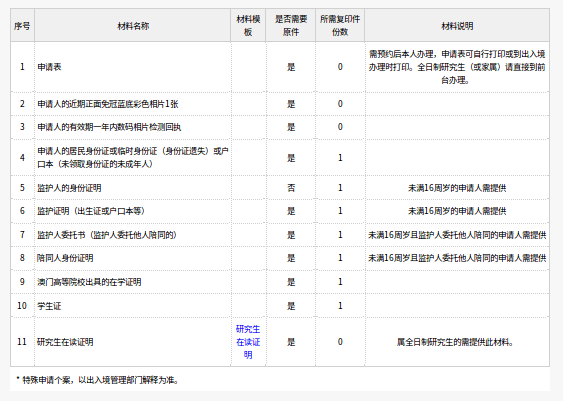 序号 材料名称 材料模板 是否需要原件 所需复印件份数 材料说明
1 申请表 是 0 需预约后本人办理，申请表可自行打印或到出入境办理时打印。全日制研究生（或家属）请直接到前台办理。
2 申请人的近期正面免冠蓝底彩色相片1张 是 0
3 申请人的有效期一年内数码相片检测回执 是 0
4 申请人的居民身份证或临时身份证（身份证遗失）或户口本（未领取身份证的未成年人） 是 1
5 监护人的身份证明 否 1 未满16周岁的申请人需提供
6 监护证明（出生证或户口本等） 是 1 未满16周岁的申请人需提供
7 监护人委托书（监护人委托他人陪同的） 是 1 未满16周岁且监护人委托他人陪同的申请人需提供
8 陪同人身份证明 是 1 未满16周岁且监护人委托他人陪同的申请人需提供
9 澳门高等院校出具的在学证明 是 1
10 学生证 是 1
11 研究生在读证明 研究生在读证明 是 0 属全日制研究生的需提供此材料。
* 特殊申请个案，以出入境管理部门解释为准。